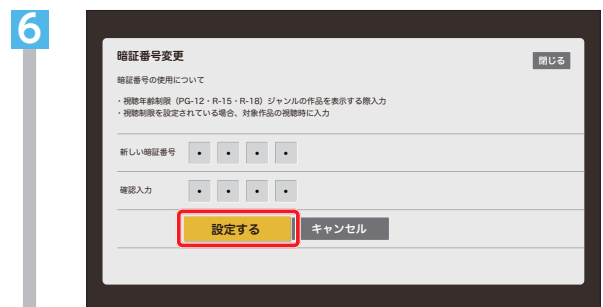 6
暗証番号変更
閉じる
暗証番号の使用について
・視聴年齢制限（PG-12・R-15・R-18）ジャンルの作品を表示する際入力
・視聴制限を設定されている場合、対象作品の視聴時に入力
新しい暗証番号 • • • •
確認入力 • • • •
設定する キャンセル